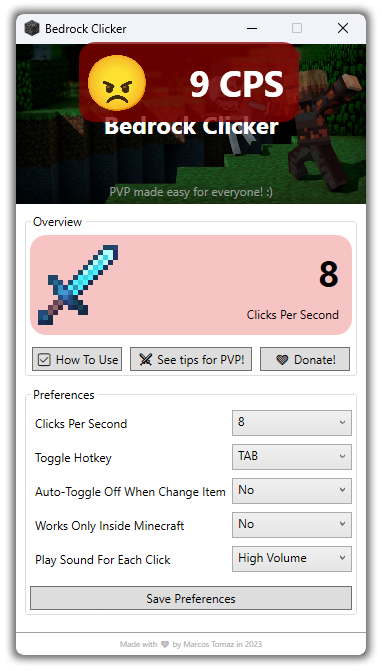 Bedrock Clicker
9 CPS
Bedrock Clicker
PVP made easy for everyone! :)
Overview
8
Clicks Per Second
How To Use
See tips for PVP!
Donate!
Preferences
Clicks Per Second
8
Toggle Hotkey
TAB
Auto-Toggle Off When Change Item
No
Works Only Inside Minecraft
No
Play Sound For Each Click
High Volume
Save Preferences
Made with 🤍 by Marcos Tomaz in 2023